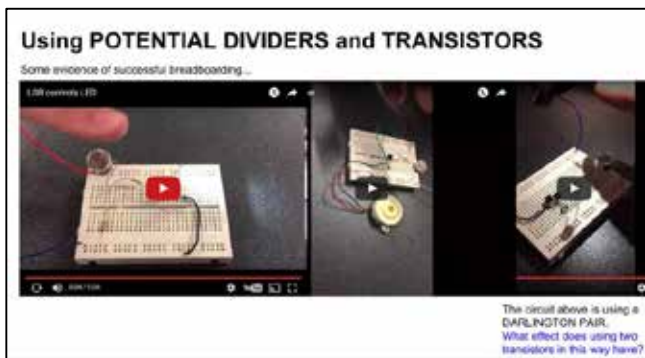 Using POTENTIAL DIVIDERS and TRANSISTORS
Some evidence of successful breadboarding...
controls LED
YouTube
The circuit above is using a
DARLINGTON PAIR.
What effect does using two
transistors in this way have?